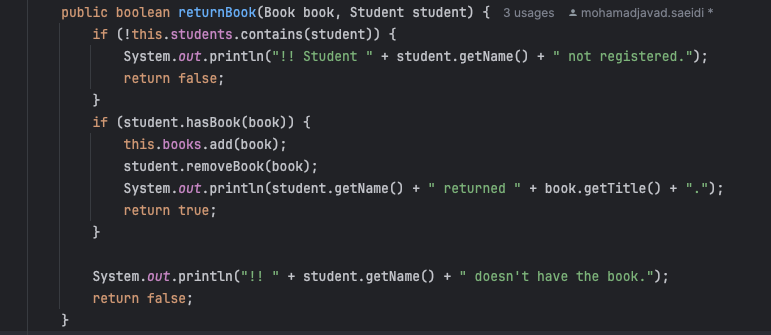 public boolean returnBook(Book book, Student student) { 3 usages mohamadjavad.saeidi *
if (!this.students.contains(student)) {
System.out.println("!! Student " + student.getName() + " not registered.");
return false;
}
if (student.hasBook(book)) {
this.books.add(book);
student.removeBook(book);
System.out.println(student.getName() + " returned " + book.getTitle() + ".");
return true;
}
System.out.println("!! " + student.getName() + " doesn't have the book.");
return false;
}